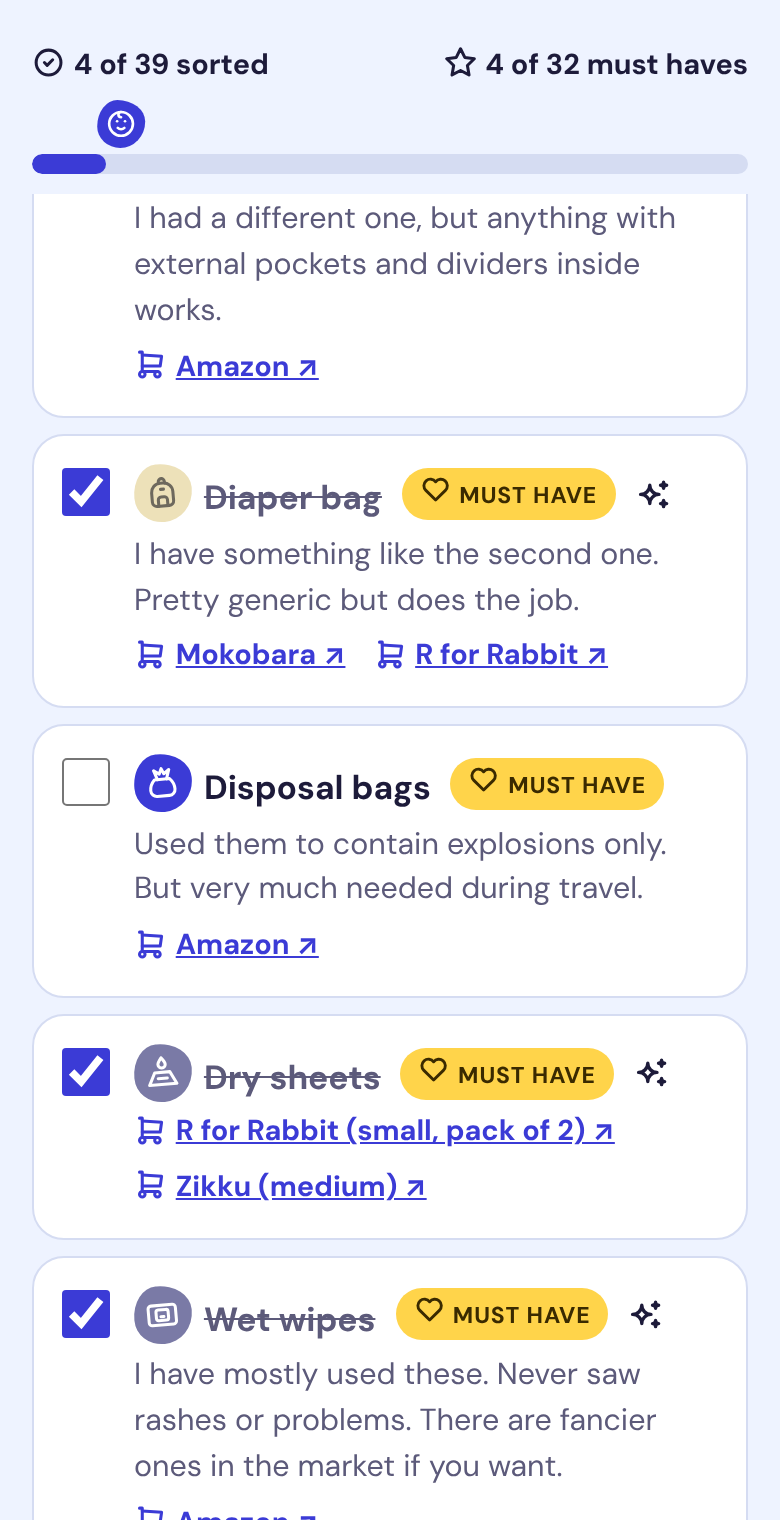 4 of 39 sorted
4 of 32 must haves
I had a different one, but anything with
external pockets and dividers inside
works.
Amazon ↗
Diaper bag MUST HAVE
I have something like the second one.
Pretty generic but does the job.
Mokobara ↗ R for Rabbit ↗
Disposal bags MUST HAVE
Used them to contain explosions only.
But very much needed during travel.
Amazon ↗
Dry sheets MUST HAVE
R for Rabbit (small, pack of 2) ↗
Zikku (medium) ↗
Wet wipes MUST HAVE
I have mostly used these. Never saw
rashes or problems. There are fancier
ones in the market if you want.
Amazon ↗